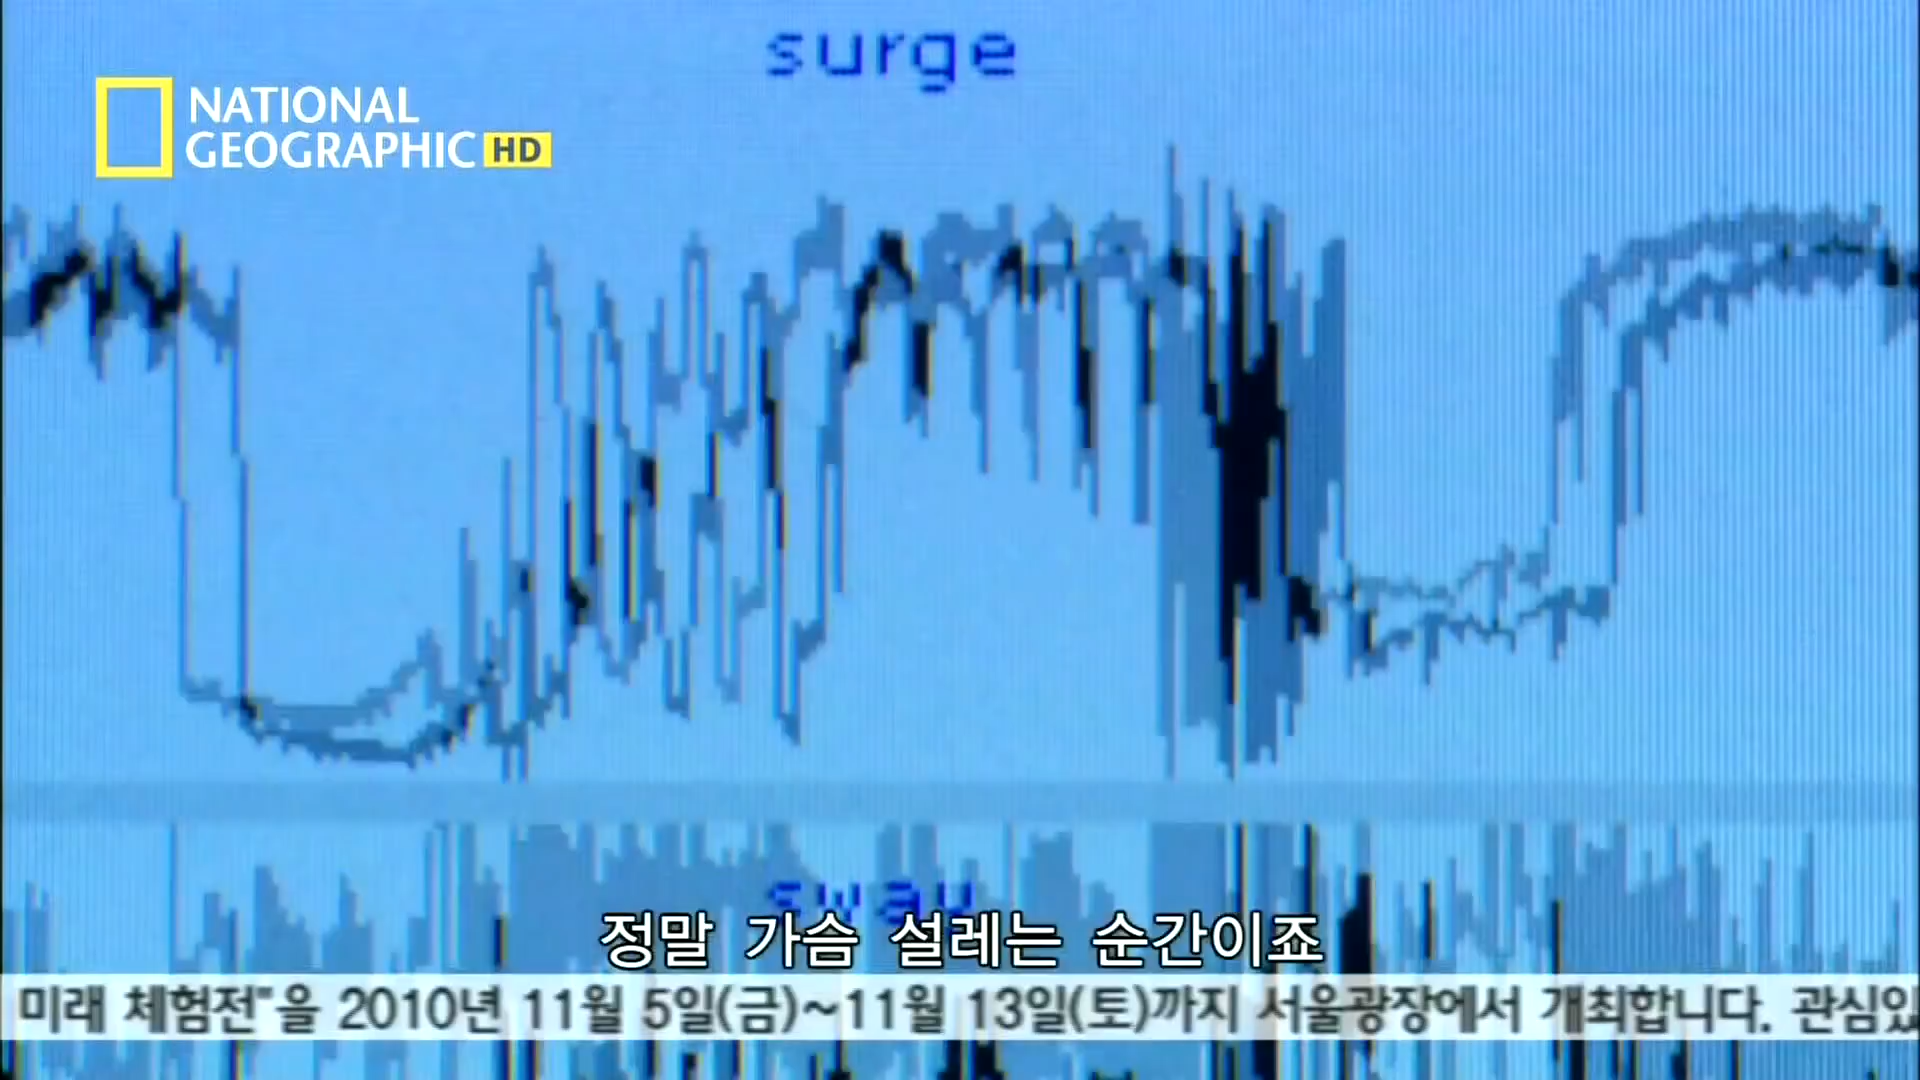 surge
NATIONAL
GEOGRAPHIC HD
sway
정말 가슴 설레는 순간이죠
미래 체험전"을 2010년 11월 5일(금)~11월 13일(토)까지 서울광장에서 개최합니다. 관심있